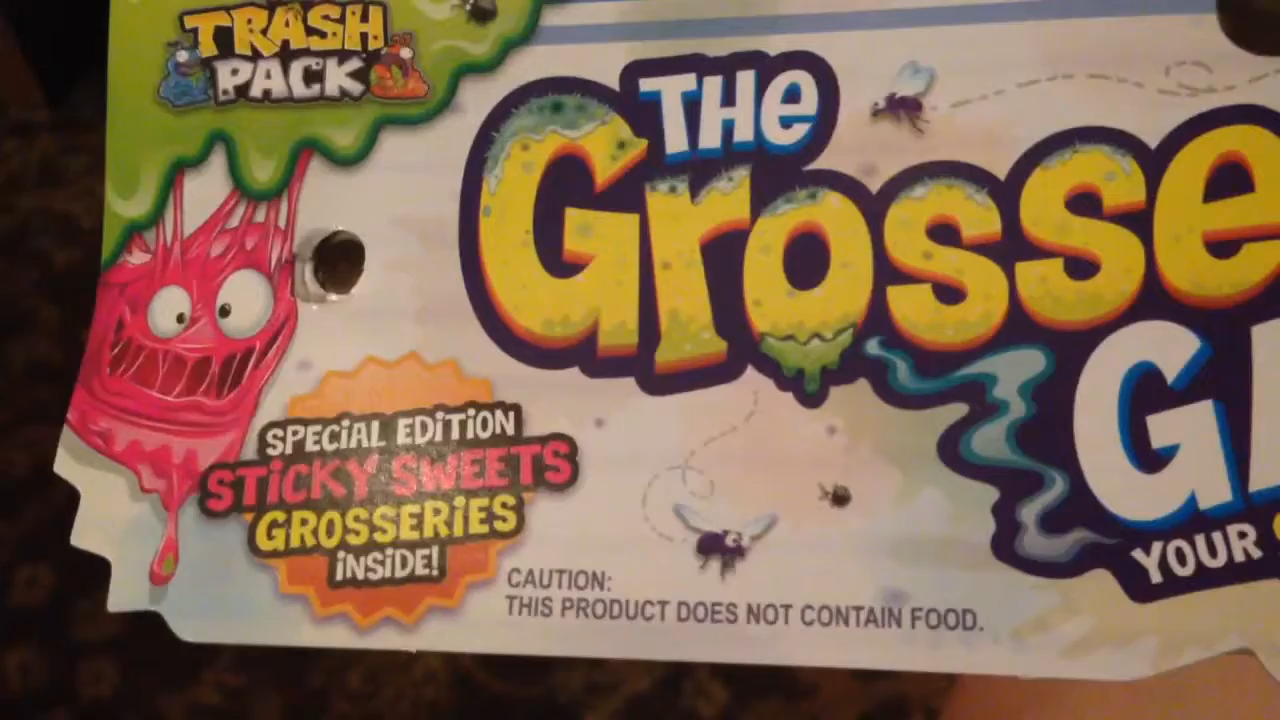 TRASH
PACK
THe
Grosse
G
YOUR
SPECiAL EDiTiON
STiCKY SWEETS
GROSSERiES
iNSiDE!
CAUTION:
THIS PRODUCT DOES NOT CONTAIN FOOD.